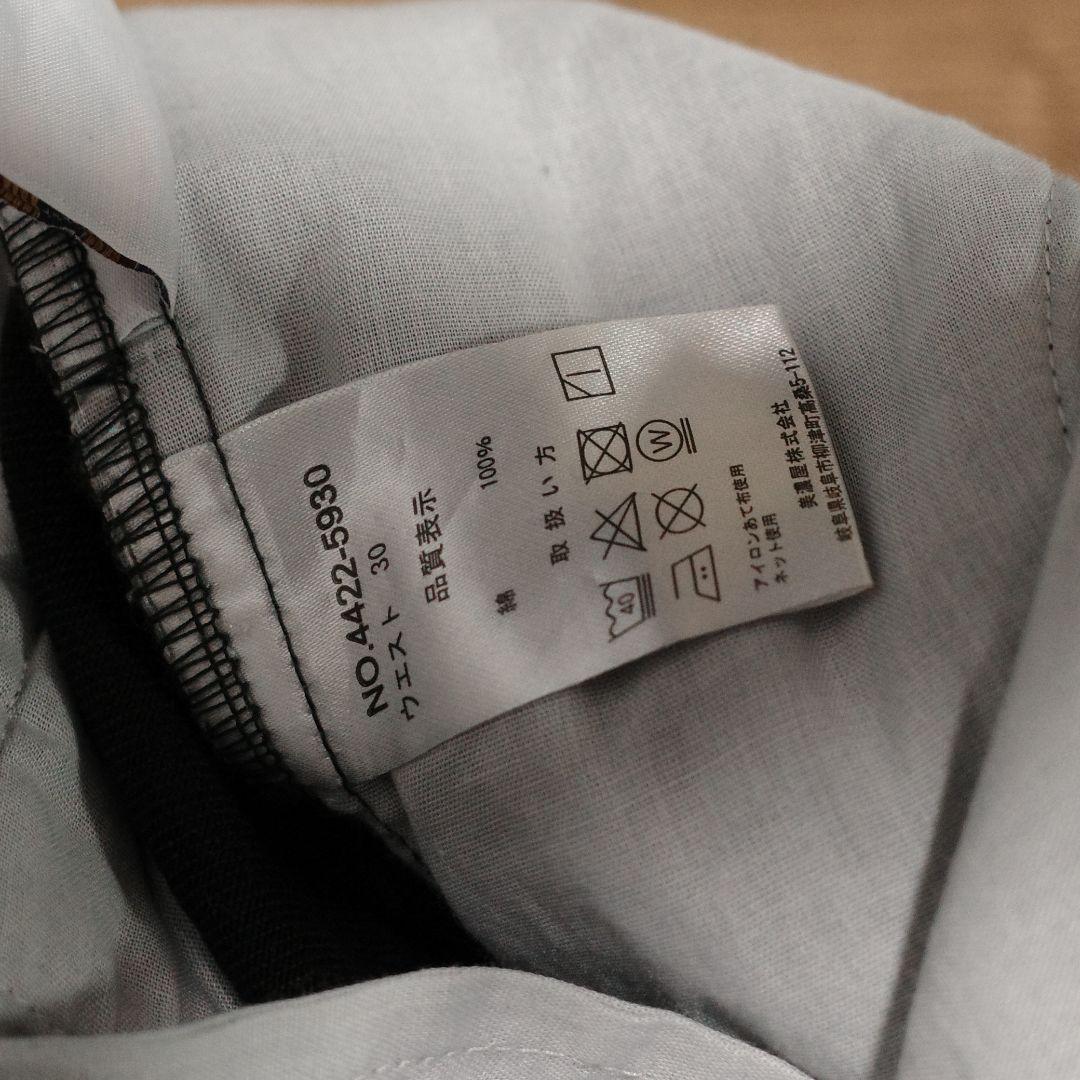 NO.4422-5930
ウエスト 30
品質表示
綿 100%
取扱い方
40
W
アイロンあて布使用
ネット使用
美濃屋株式会社
岐阜県岐阜市柳津町高桑5-112